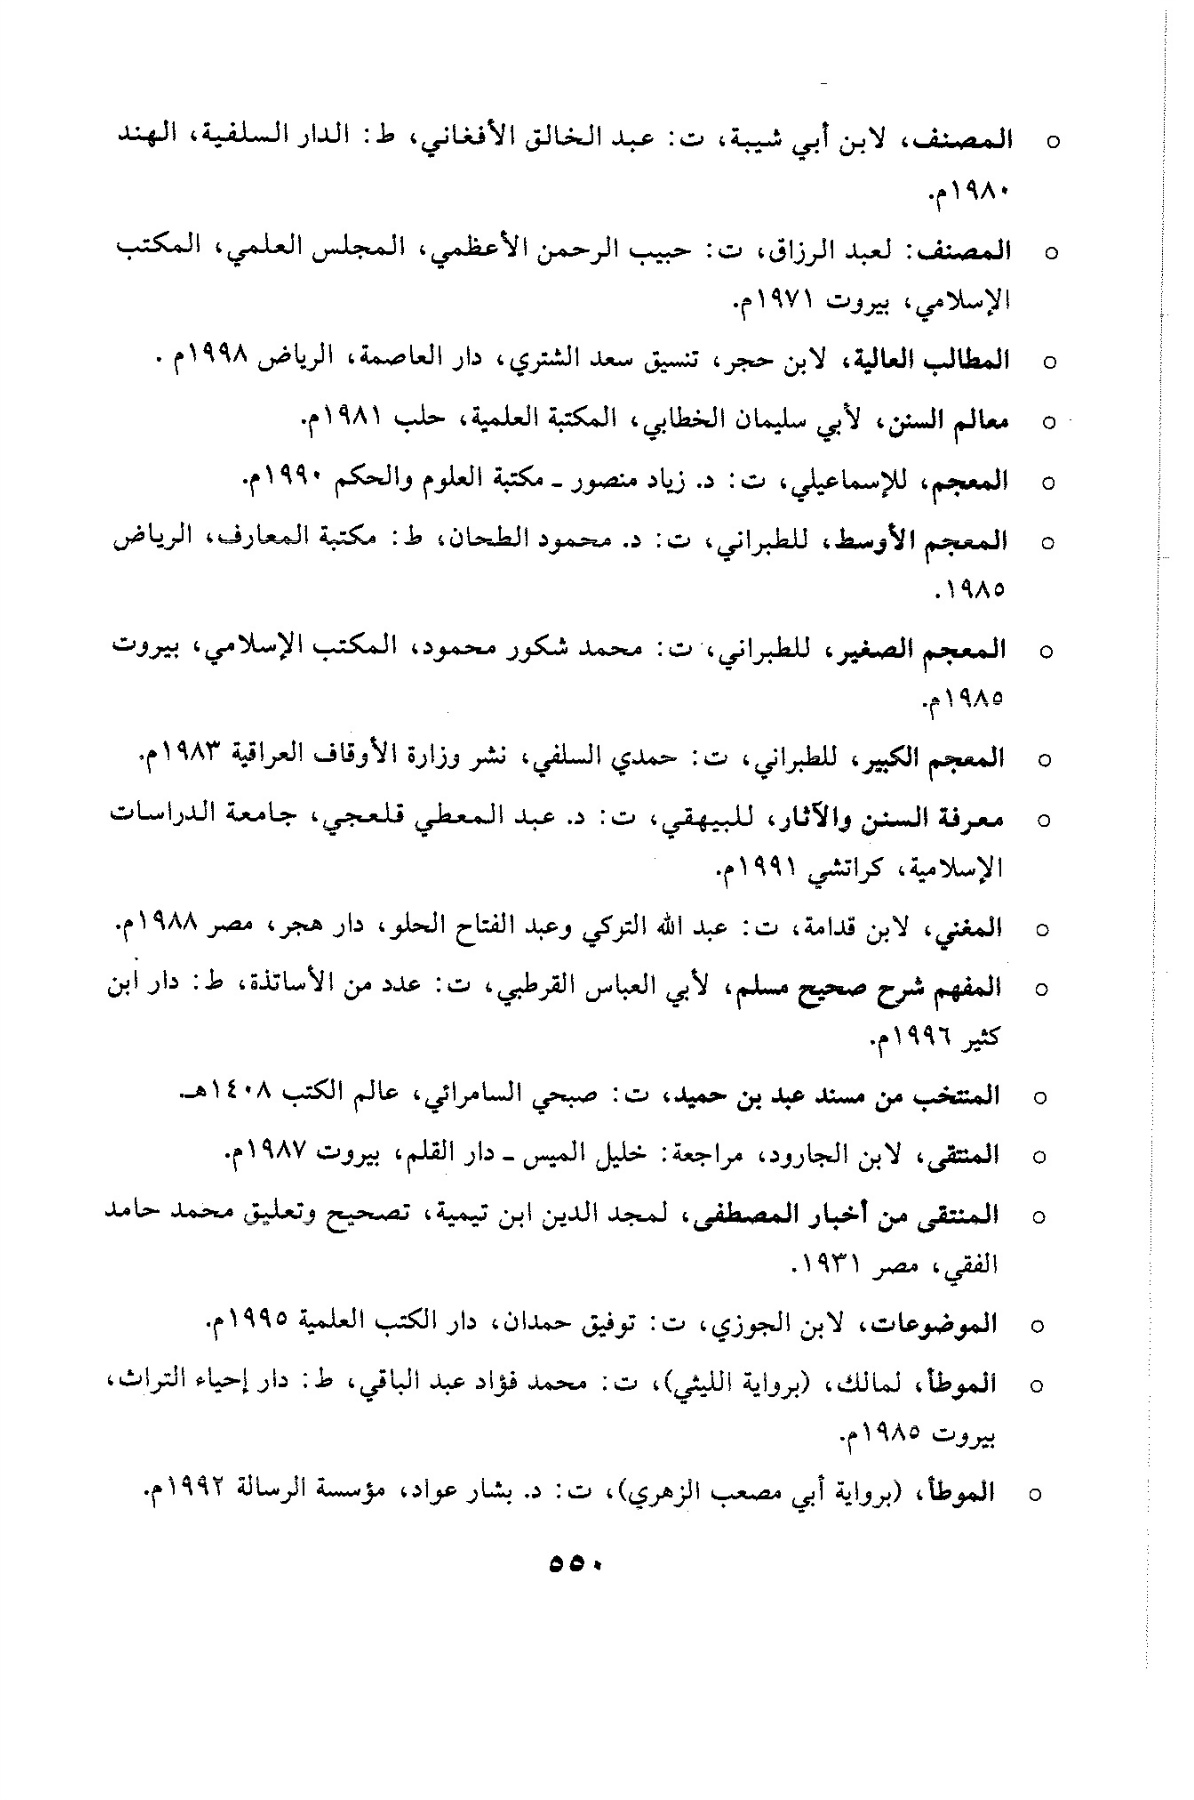 ○ المصنف، لابن أبي شيبة، ت: عبد الخالق الأفغاني، ط: الدار السلفية، الهند
١٩٨٠م.
○ المصنف: لعبد الرزاق، ت: حبيب الرحمن الأعظمي، المجلس العلمي، المكتب
الإسلامي، بيروت ١٩٧١م.
○ المطالب العالية، لابن حجر، تنسيق سعد الشتري، دار العاصمة، الرياض ١٩٩٨م .
○ معالم السنن، لأبي سليمان الخطابي، المكتبة العلمية، حلب ١٩٨١م.
○ المعجم، للإسماعيلي، ت: د. زياد منصور ـ مكتبة العلوم والحكم ١٩٩٠م.
○ المعجم الأوسط، للطبراني، ت: د. محمود الطحان، ط: مكتبة المعارف، الرياض
١٩٨٥.
○ المعجم الصغير، للطبراني، ت: محمد شكور محمود، المكتب الإسلامي، بيروت
١٩٨٥م.
○ المعجم الكبير، للطبراني، ت: حمدي السلفي، نشر وزارة الأوقاف العراقية ١٩٨٣م.
○ معرفة السنن والآثار، للبيهقي، ت: د. عبد المعطي قلعجي، جامعة الدراسات
الإسلامية، كراتشي ١٩٩١م.
○ المغني، لابن قدامة، ت: عبد الله التركي وعبد الفتاح الحلو، دار هجر، مصر ١٩٨٨م.
○ المفهم شرح صحيح مسلم، لأبي العباس القرطبي، ت: عدد من الأساتذة، ط: دار ابن
كثير ١٩٩٦م.
○ المنتخب من مسند عبد بن حميد، ت: صبحي السامرائي، عالم الكتب ١٤٠٨هـ.
○ المنتقى، لابن الجارود، مراجعة: خليل الميس ـ دار القلم، بيروت ١٩٨٧م.
○ المنتقى من أخبار المصطفى، لمجد الدين ابن تيمية، تصحيح وتعليق محمد حامد
الفقي، مصر ١٩٣١.
○ الموضوعات، لابن الجوزي، ت: توفيق حمدان، دار الكتب العلمية ١٩٩٥م.
○ الموطأ، لمالك، (برواية الليثي)، ت: محمد فؤاد عبد الباقي، ط: دار إحياء التراث،
بيروت ١٩٨٥م.
○ الموطأ، (برواية أبي مصعب الزهري)، ت: د. بشار عواد، مؤسسة الرسالة ١٩٩٢م.
٥٥٠